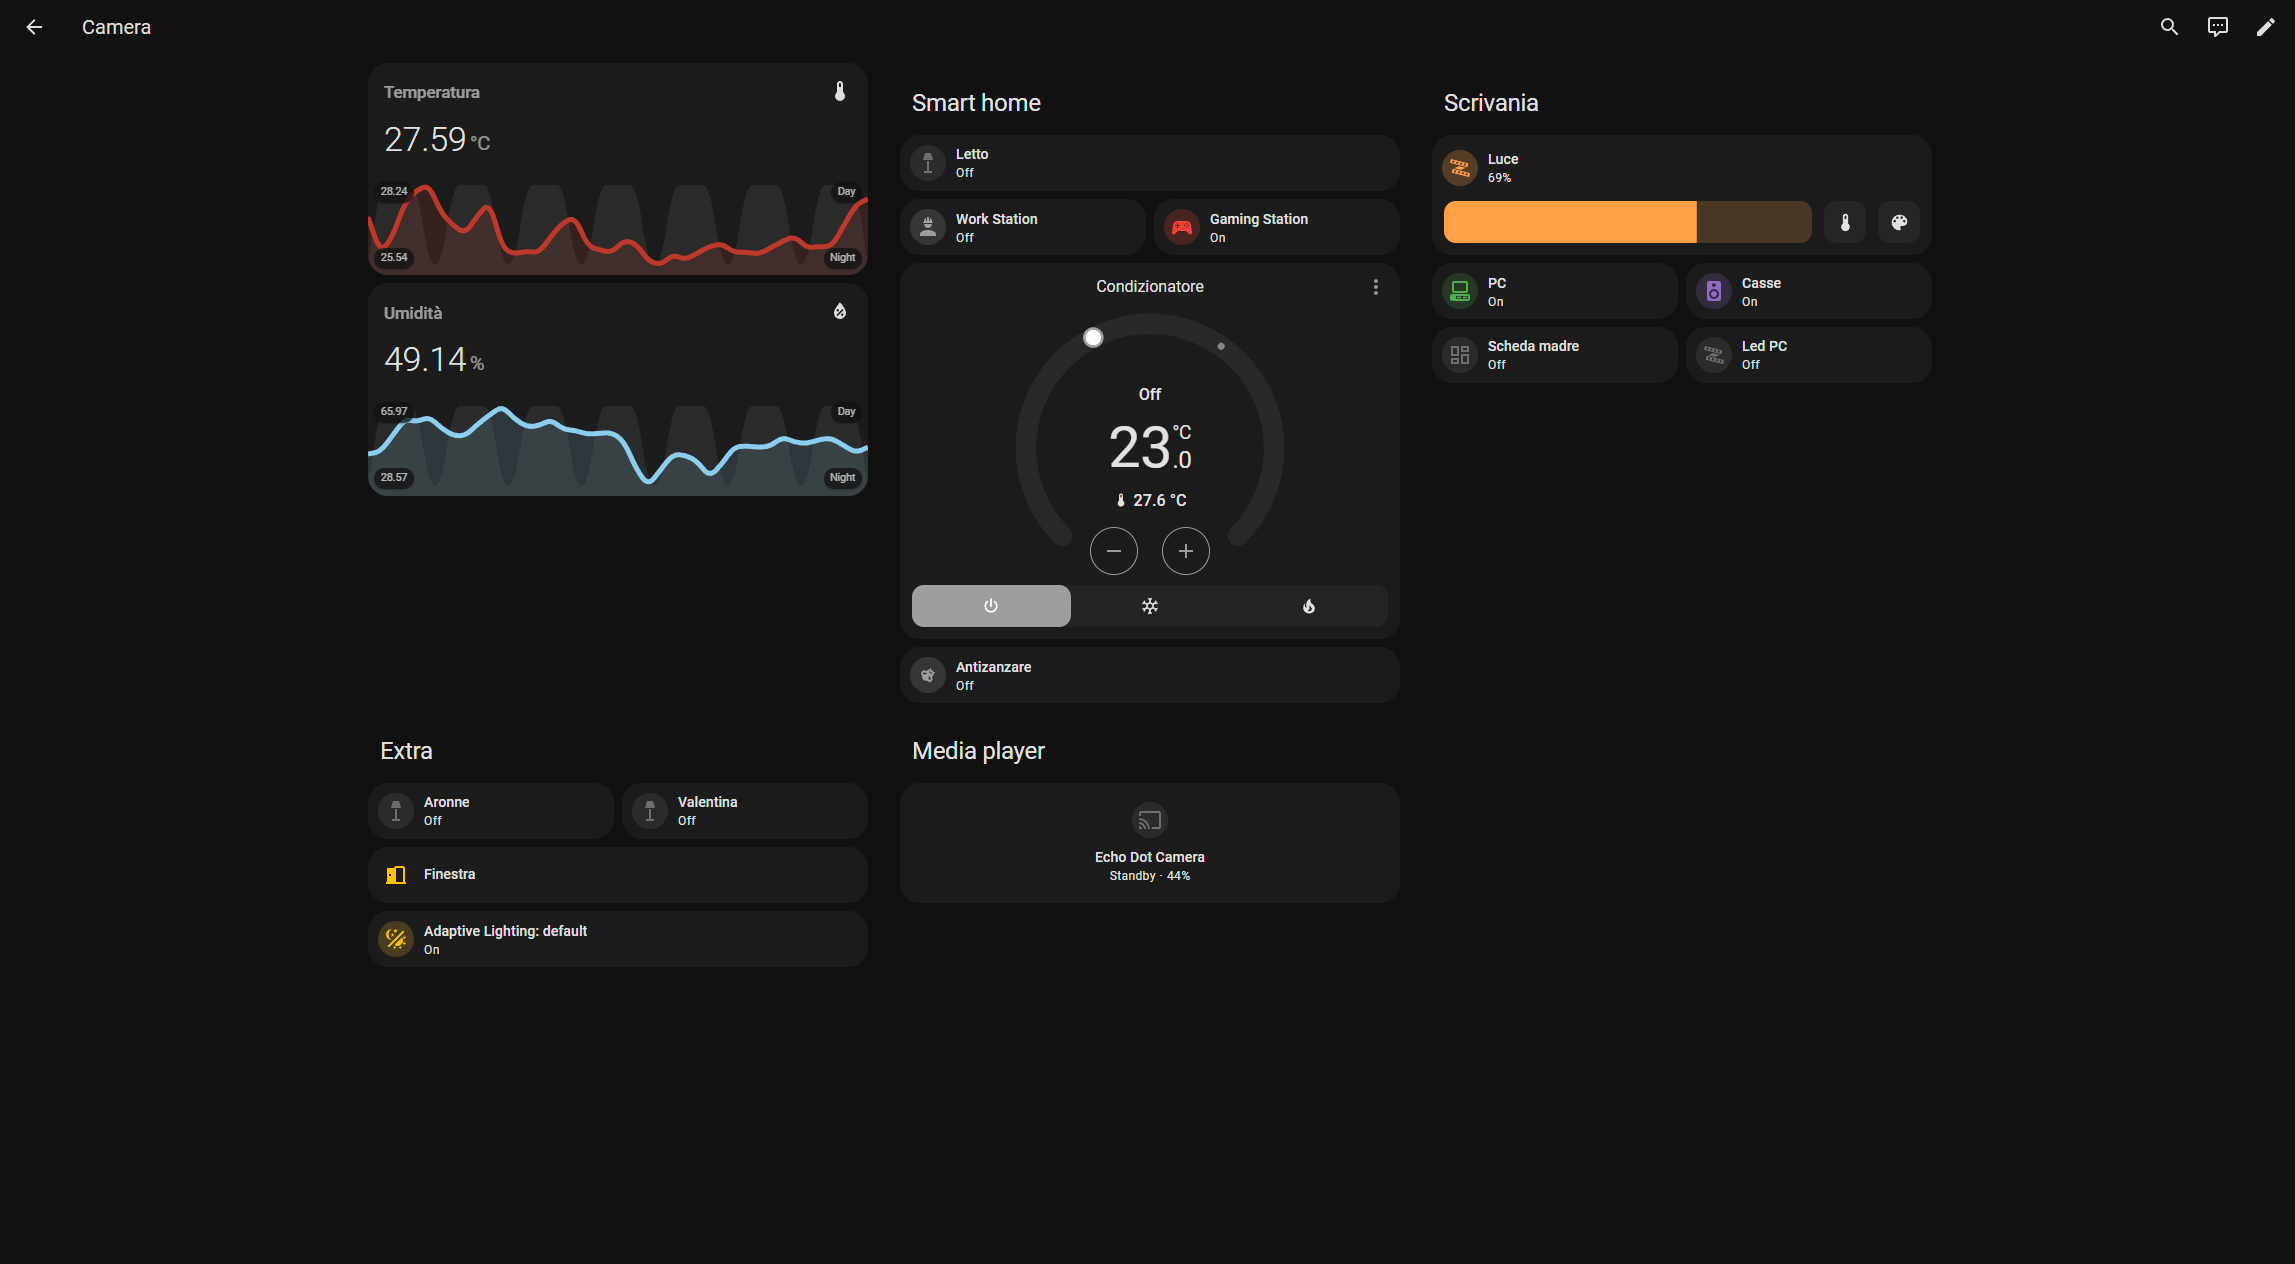 Camera
Temperatura
27.59 °C
28.24
Day
25.54
Night
Umidità
49.14 %
65.97
Day
28.57
Night
Smart home
Letto
Off
Work Station
Off
Gaming Station
On
Condizionatore
Off
23.0 °C
27.6 °C
Antizanzare
Off
Scrivania
Luce
69%
PC
On
Casse
On
Scheda madre
Off
Led PC
Off
Extra
Aronne
Off
Valentina
Off
Finestra
Adaptive Lighting: default
On
Media player
Echo Dot Camera
Standby · 44%